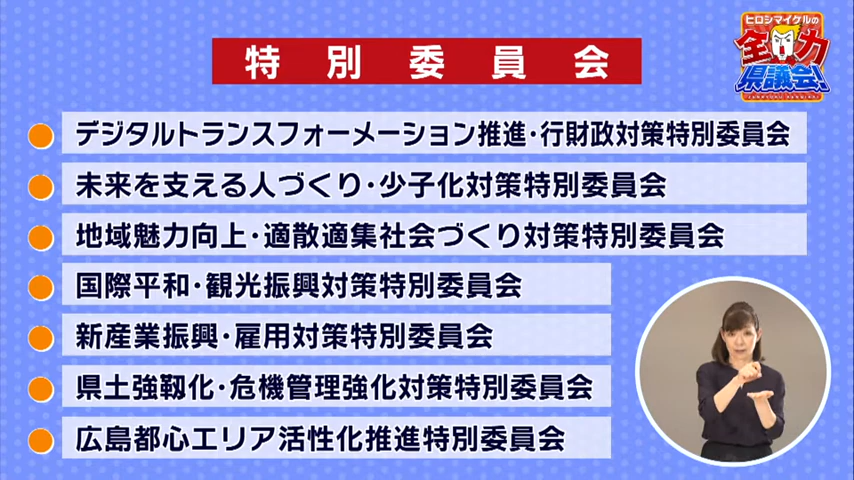 ヒロシマイケルの
全力
県議会!
特別委員会
デジタルトランスフォーメーション推進・行財政対策特別委員会
未来を支える人づくり・少子化対策特別委員会
地域魅力向上・適散適集社会づくり対策特別委員会
国際平和・観光振興対策特別委員会
新産業振興・雇用対策特別委員会
県土強靱化・危機管理強化対策特別委員会
広島都心エリア活性化推進特別委員会